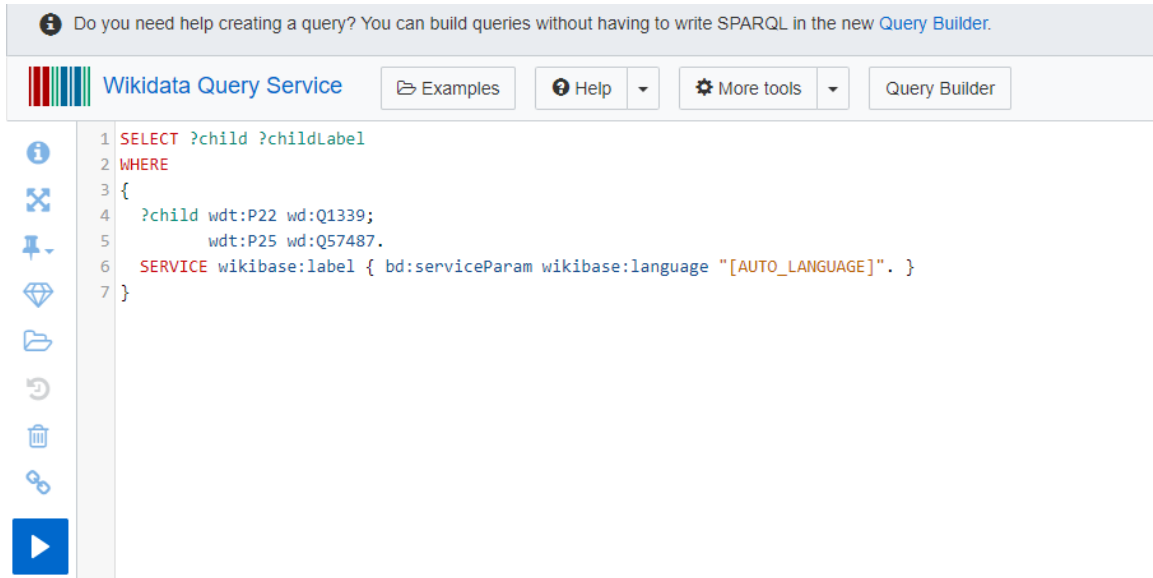 Do you need help creating a query? You can build queries without having to write SPARQL in the new Query Builder.
Wikidata Query Service Examples Help More tools Query Builder
1 SELECT ?child ?childLabel
2 WHERE
3 {
4   ?child wdt:P22 wd:Q1339;
5          wdt:P25 wd:Q57487.
6   SERVICE wikibase:label { bd:serviceParam wikibase:language "[AUTO_LANGUAGE]". }
7 }